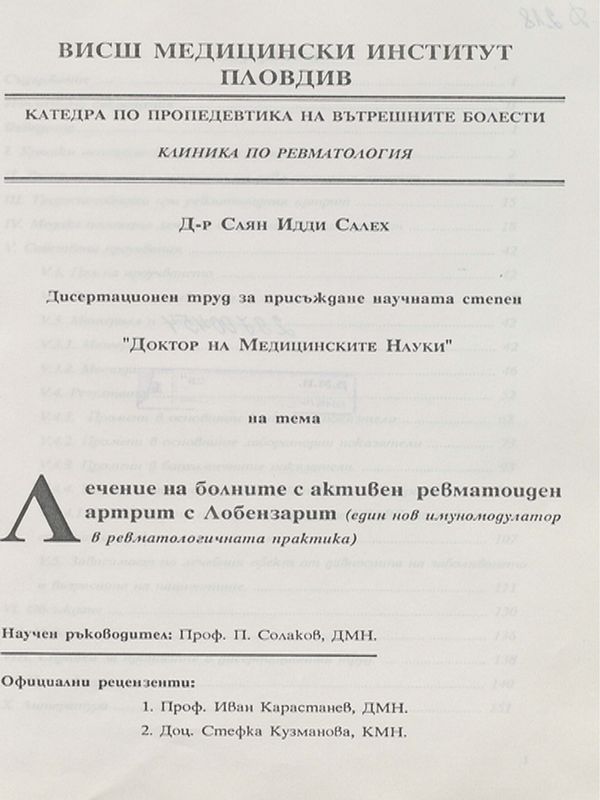 ВИСШ МЕДИЦИНСКИ ИНСТИТУТ
ПЛОВДИВ
КАТЕДРА ПО ПРОПЕДЕВТИКА НА ВЪТРЕШНИТЕ БОЛЕСТИ
КЛИНИКА ПО РЕВМАТОЛОГИЯ
Д-р Саян Идди Салех
Дисертационен труд за присъждане научната степен
"Доктор на Медицинските Науки"
на тема
Лечение на болните с активен ревматоиден
артрит с Лобензарит (един нов имуномодулатор
в ревматологичната практика)
Научен ръководител: Проф. П. Солаков, ДМН.
Официални рецензенти:
1. Проф. Иван Карастанев, ДМН.
2. Доц. Стефка Кузманова, КМН.